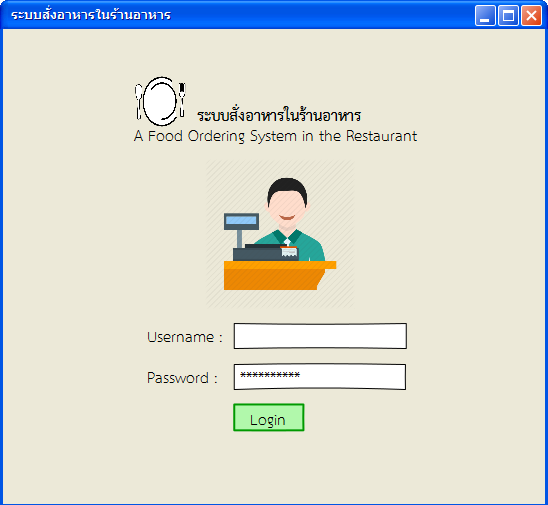 ระบบสั่งอาหารในร้านอาหาร
ระบบสั่งอาหารในร้านอาหาร
A Food Ordering System in the Restaurant
Username :
Password : **********
Login